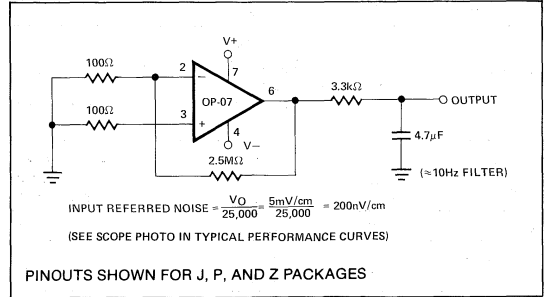 V+
100Ω
2
−
7
6
3.3kΩ
OP-07
OUTPUT
100Ω
3
+
4
V−
4.7μF
2.5MΩ
(≈10Hz FILTER)
INPUT REFERRED NOISE = VO/25,000 = 5mV/cm/25,000 = 200nV/cm
(SEE SCOPE PHOTO IN TYPICAL PERFORMANCE CURVES)
PINOUTS SHOWN FOR J, P, AND Z PACKAGES